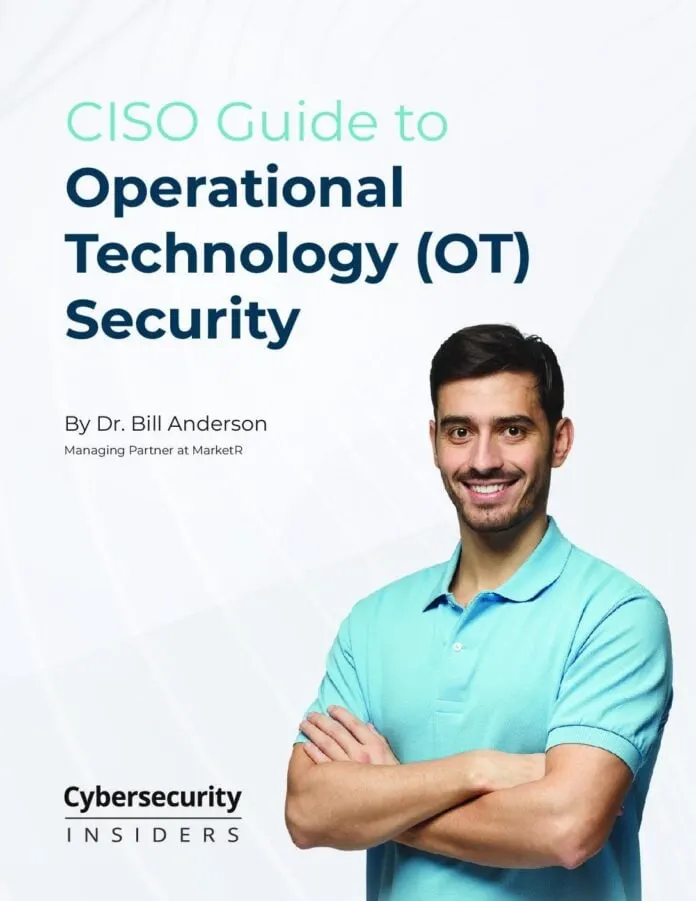 CISO Guide to
Operational
Technology (OT)
Security
By Dr. Bill Anderson
Managing Partner at MarketR
Cybersecurity
INSIDERS